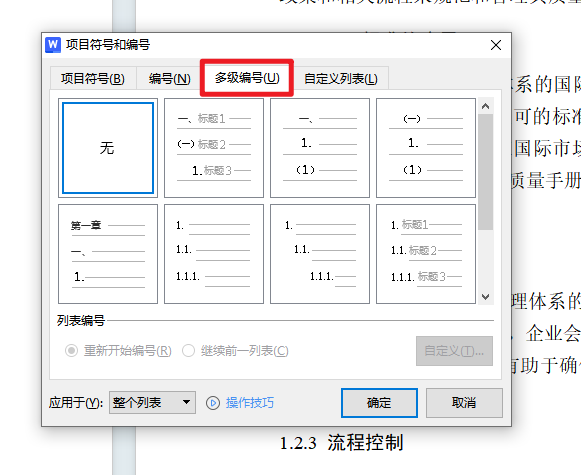 项目符号和编号
项目符号(B) 编号(N) 多级编号(U) 自定义列表(L)
无
一、标题1
(一)标题2
1.标题3
一、
1.
(1)
(一)
1.
(1)
第一章
一、
1.
1.
1.1.
1.1.1.
1.
1.1.
1.1.1.
1. 标题1
1.1. 标题2
1.1.1. 标题3
列表编号
重新开始编号(R) 继续前一列表(C) 自定义(T)...
应用于(Y): 整个列表 操作技巧 确定 取消
体系的国际
可的标准
国际市场
质量手册
理体系的
，企业会
有助于确保
1.2.3 流程控制